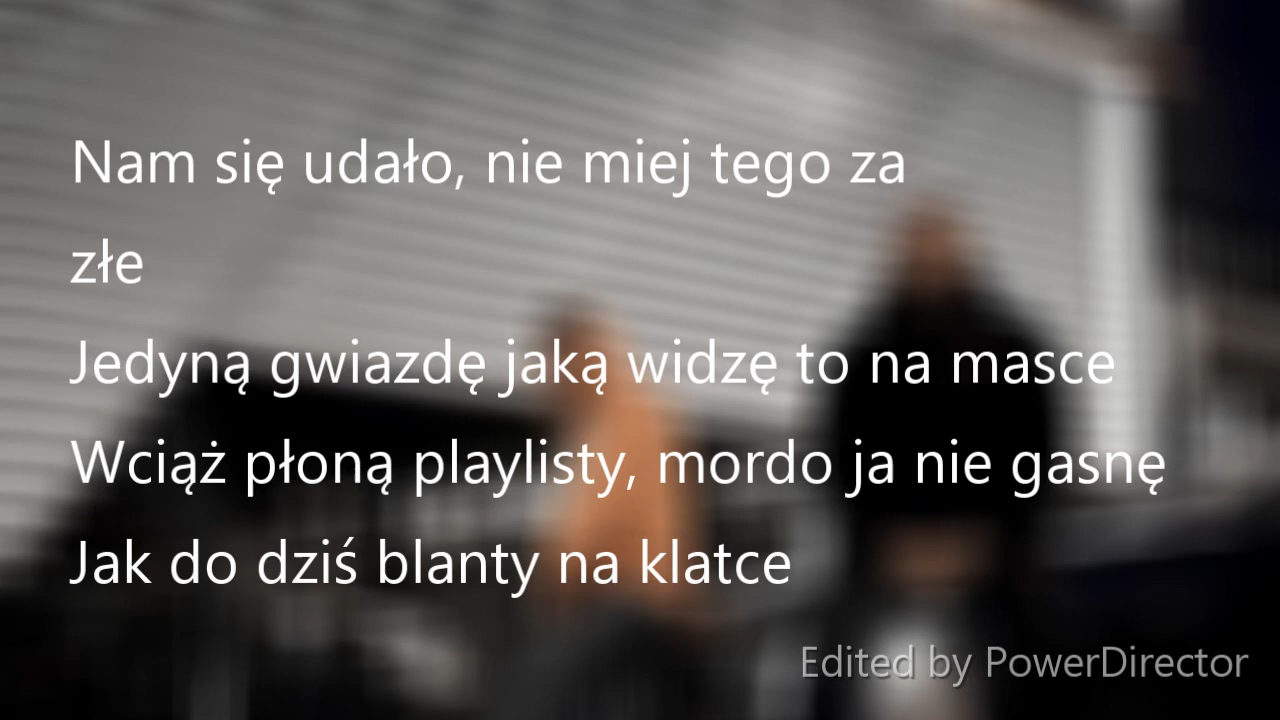 Nam się udało, nie miej tego za
złe
Jedyną gwiazdę jaką widzę to na masce
Wciąż płoną playlisty, mordo ja nie gasnę
Jak do dziś blanty na klatce
Edited by PowerDirector